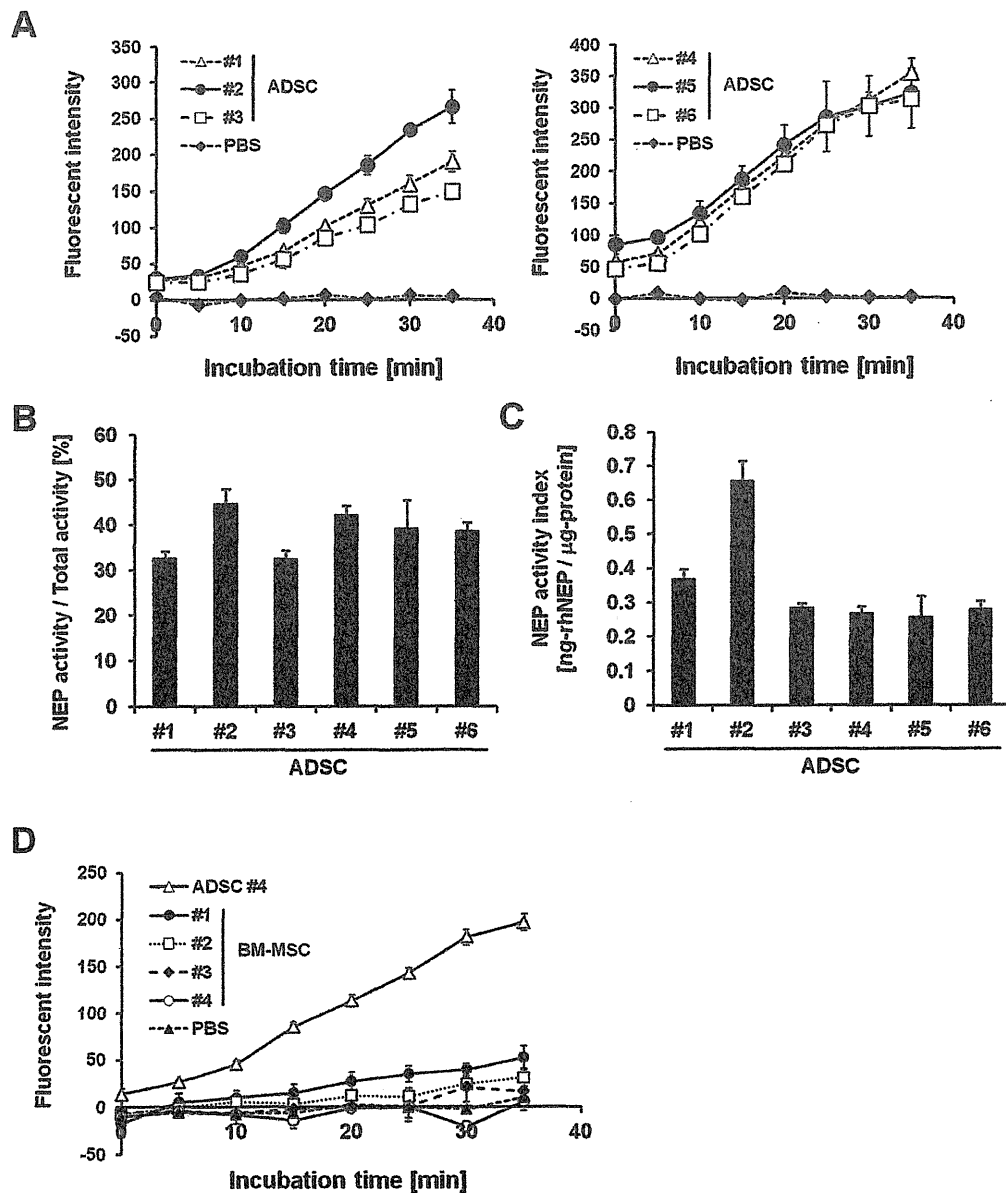 A
Fluorescent intensity
350
300
250
200
150
100
50
0
-50
#1
#2
#3
ADSC
PBS
0
10
20
30
40
Incubation time [min]
Fluorescent intensity
400
350
300
250
200
150
100
50
0
-50
#4
#5
#6
ADSC
PBS
0
10
20
30
40
Incubation time [min]
B
NEP activity / Total activity [%]
60
50
40
30
20
10
0
#1 #2 #3 #4 #5 #6
ADSC
C
NEP activity index
[ng-rhNEP / μg-protein]
0.8
0.7
0.6
0.5
0.4
0.3
0.2
0.1
0
#1 #2 #3 #4 #5 #6
ADSC
D
Fluorescent intensity
250
200
150
100
50
0
-50
ADSC #4
#1
#2
#3
#4
BM-MSC
PBS
0
10
20
30
40
Incubation time [min]